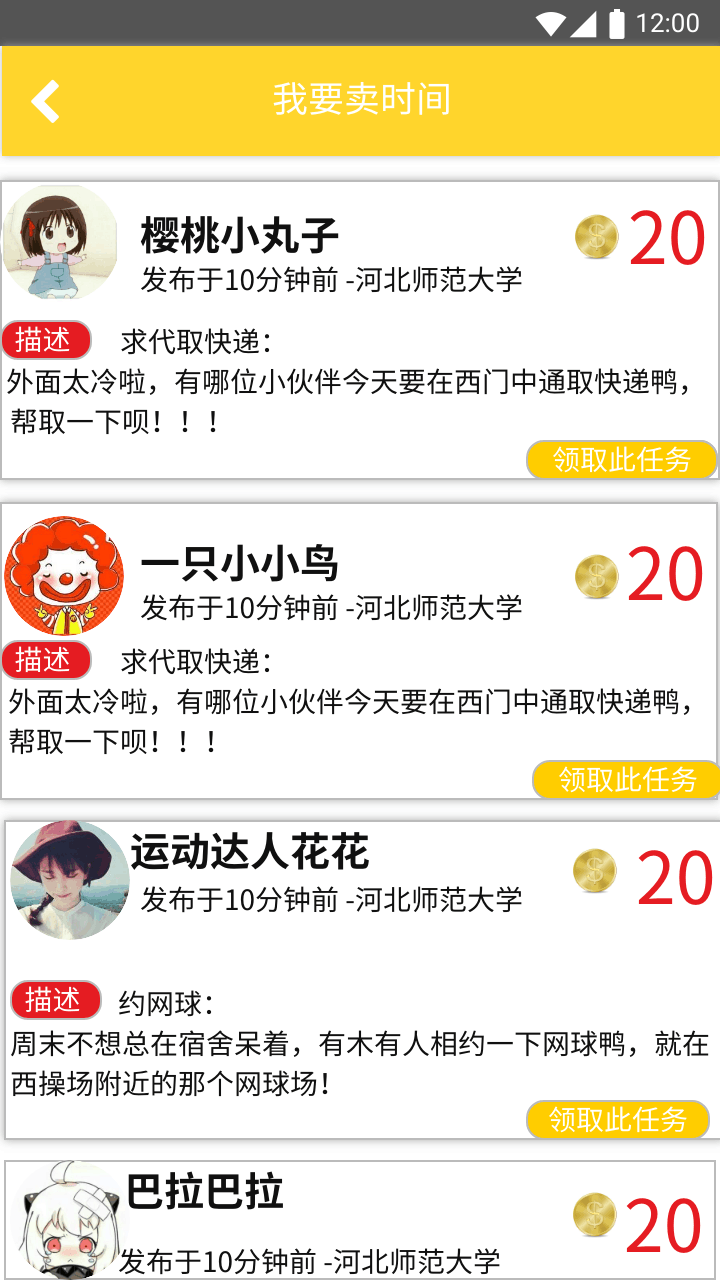 12:00
我要卖时间
樱桃小丸子
20
发布于10分钟前 -河北师范大学
描述 求代取快递：
外面太冷啦，有哪位小伙伴今天要在西门中通取快递鸭，
帮取一下呗！！！
领取此任务
一只小小鸟
20
发布于10分钟前 -河北师范大学
描述 求代取快递：
外面太冷啦，有哪位小伙伴今天要在西门中通取快递鸭，
帮取一下呗！！！
领取此任务
运动达人花花
20
发布于10分钟前 -河北师范大学
描述 约网球：
周末不想总在宿舍呆着，有木有人相约一下网球鸭，就在
西操场附近的那个网球场！
领取此任务
巴拉巴拉
20
发布于10分钟前 -河北师范大学